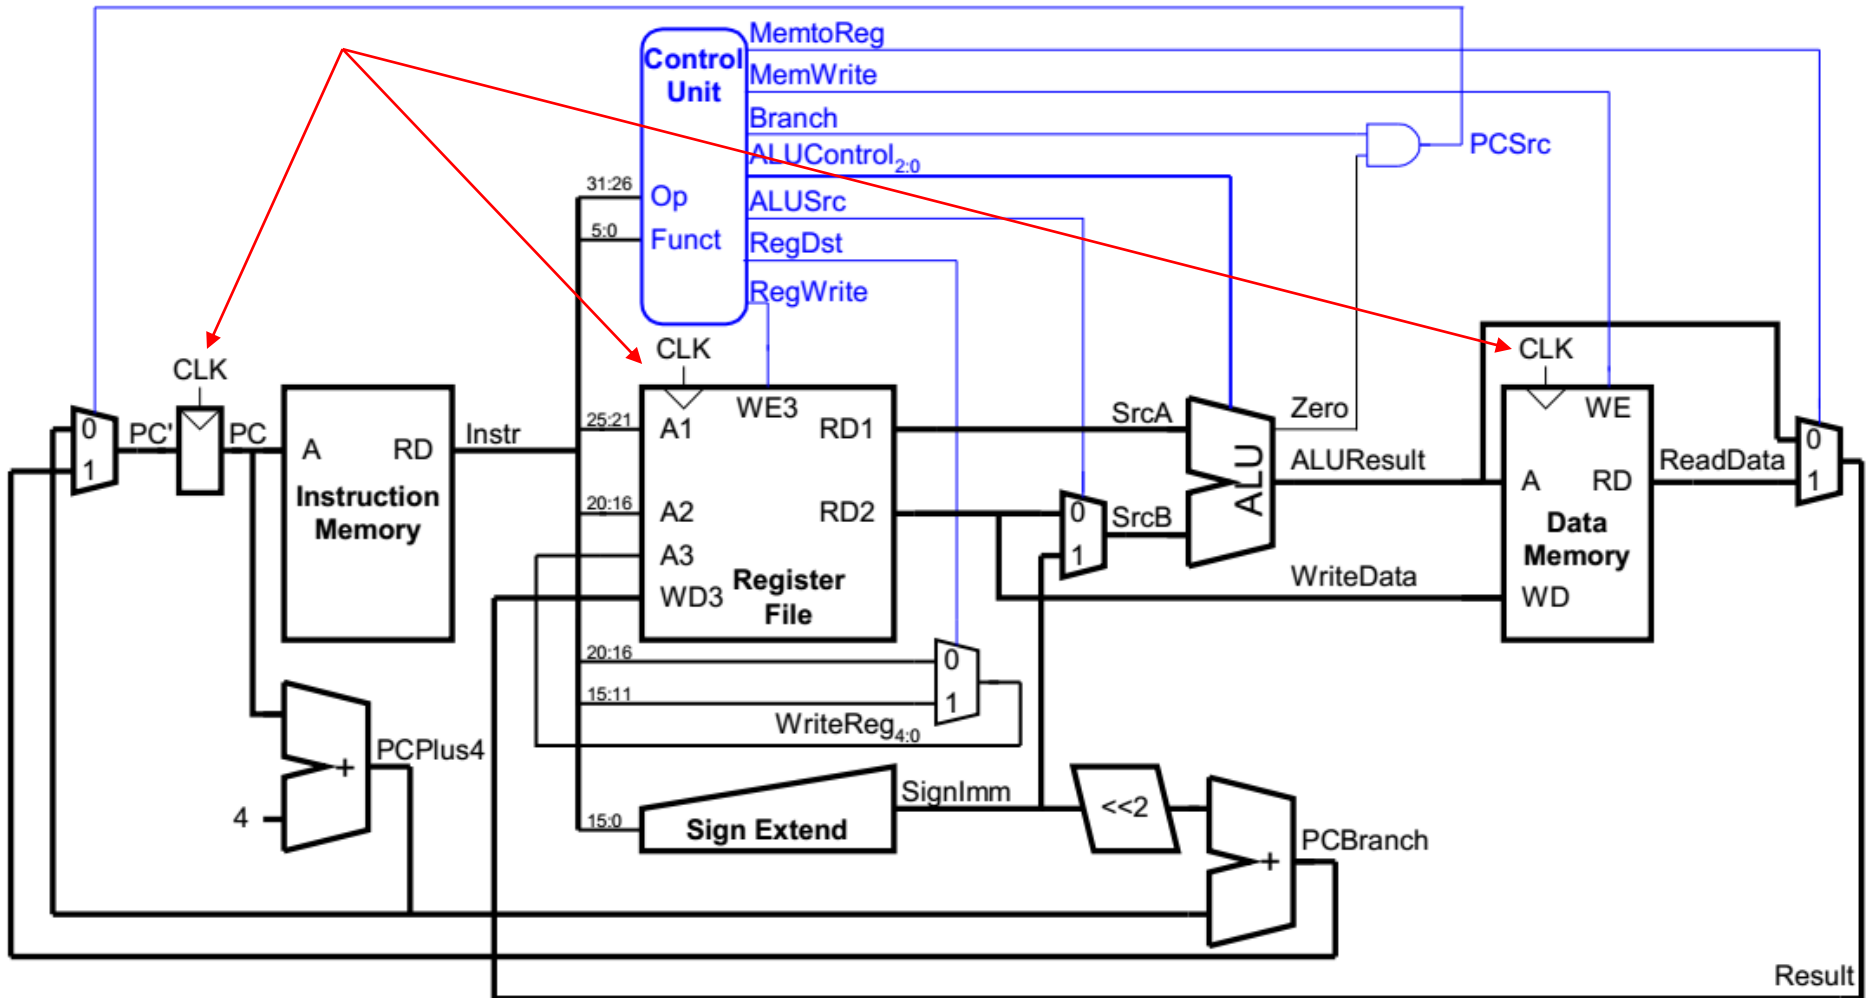 MemtoReg
Control
Unit
MemWrite
Branch
PCSrc
ALUControl2:0
31:26
Op
ALUSrc
5:0
Funct
RegDst
RegWrite
CLK
CLK
CLK
WE3
Zero
WE
25:21
A1
RD1
SrcA
0
PC'
PC
A
RD
Instr
ALU
ALUResult
ReadData
0
1
1
A
RD
Instruction
Memory
20:16
A2
RD2
0
SrcB
Data
Memory
A3
1
Register
File
WD3
WriteData
WD
20:16
0
15:11
1
WriteReg4:0
PCPlus4
+
4
SignImm
<<2
15:0
Sign Extend
PCBranch
+
Result